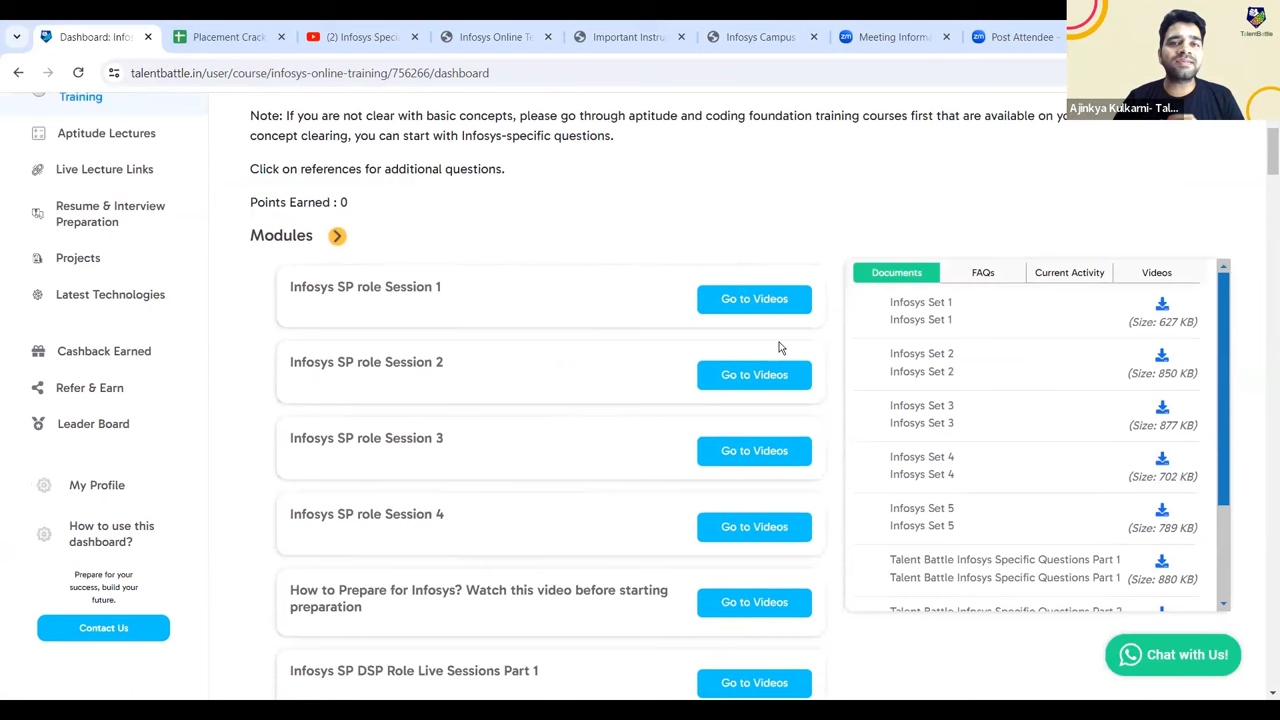 Dashboard: Infos
Placement Crack
(2) Infosys Speci
Infosys Online Te
Important Instru
Infosys Campus
Meeting Informa
Post Attendee -
talentbattle.in/user/course/infosys-online-training/756266/dashboard
TalentBattle
Ajinkya Kulkarni- Tal...
Training
Aptitude Lectures
Live Lecture Links
Resume & Interview
Preparation
Projects
Latest Technologies
Cashback Earned
Refer & Earn
Leader Board
My Profile
How to use this
dashboard?
Prepare for your
success, build your
future.
Contact Us
Note: If you are not clear with basic concepts, please go through aptitude and coding foundation training courses first that are available on yo
concept clearing, you can start with Infosys-specific questions.
Click on references for additional questions.
Points Earned : 0
Modules
Infosys SP role Session 1
Go to Videos
Infosys SP role Session 2
Go to Videos
Infosys SP role Session 3
Go to Videos
Infosys SP role Session 4
Go to Videos
How to Prepare for Infosys? Watch this video before starting
preparation
Go to Videos
Infosys SP DSP Role Live Sessions Part 1
Go to Videos
Documents FAQs Current Activity Videos
Infosys Set 1
Infosys Set 1
(Size: 627 KB)
Infosys Set 2
Infosys Set 2
(Size: 850 KB)
Infosys Set 3
Infosys Set 3
(Size: 877 KB)
Infosys Set 4
Infosys Set 4
(Size: 702 KB)
Infosys Set 5
Infosys Set 5
(Size: 789 KB)
Talent Battle Infosys Specific Questions Part 1
Talent Battle Infosys Specific Questions Part 1
(Size: 880 KB)
Talent Battle Infosys Specific Questions Part 2
Chat with Us!